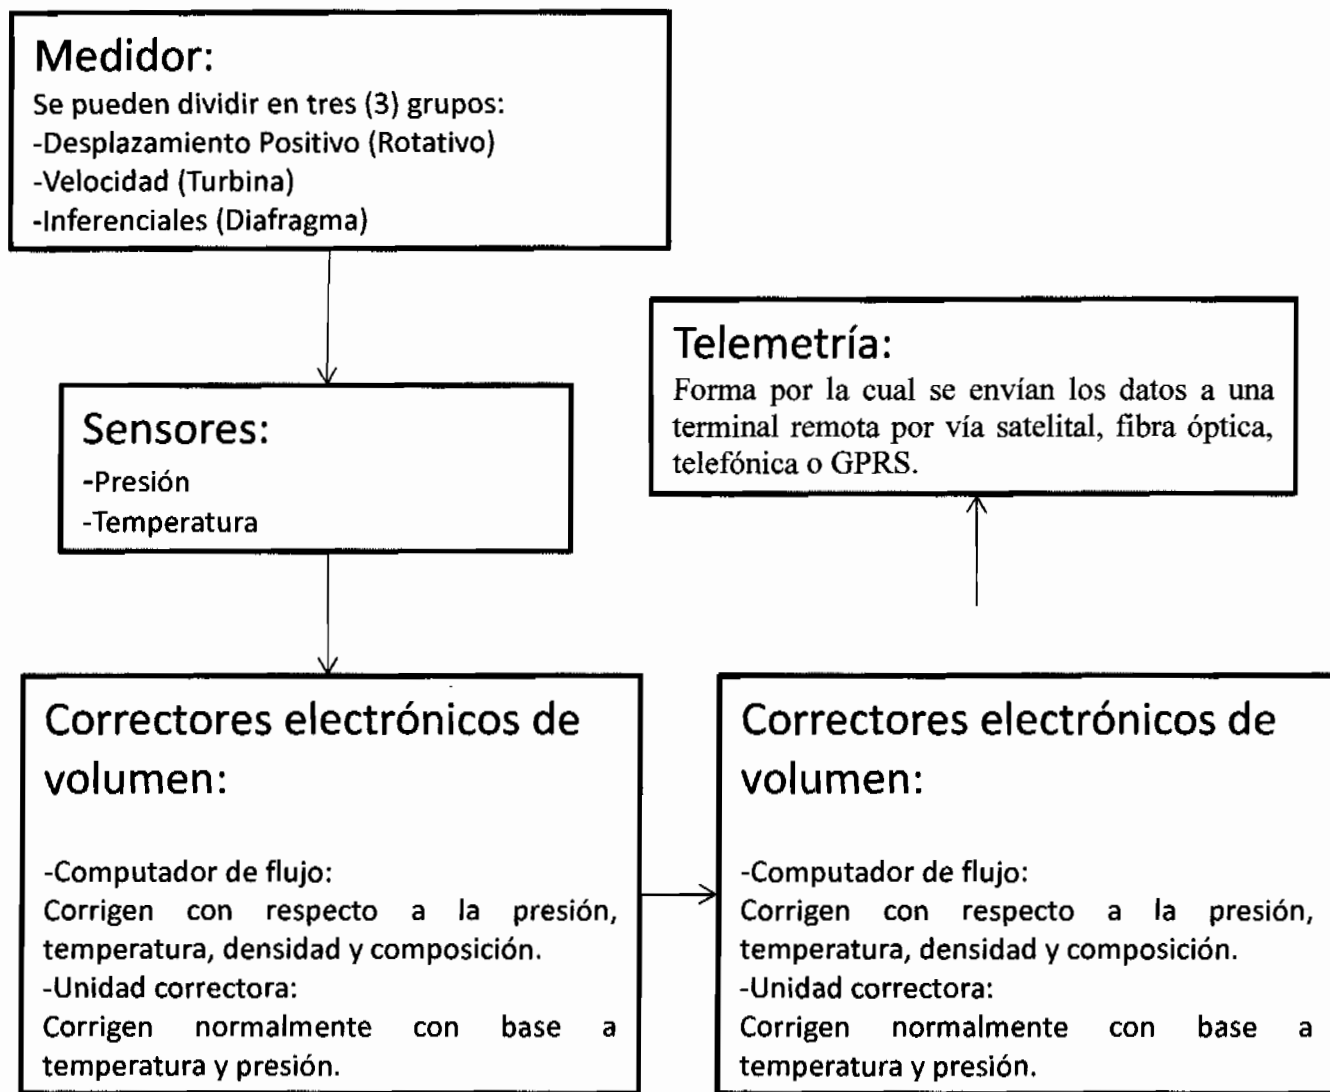 Medidor:
Se pueden dividir en tres (3) grupos:
-Desplazamiento Positivo (Rotativo)
-Velocidad (Turbina)
-Inferenciales (Diafragma)
Sensores:
-Presión
-Temperatura
Telemetría:
Forma por la cual se envían los datos a una
terminal remota por vía satelital, fibra óptica,
telefónica o GPRS.
Correctores electrónicos de
volumen:
-Computador de flujo:
Corrigen con respecto a la presión,
temperatura, densidad y composición.
-Unidad correctora:
Corrigen normalmente con base a
temperatura y presión.
Correctores electrónicos de
volumen:
-Computador de flujo:
Corrigen con respecto a la presión,
temperatura, densidad y composición.
-Unidad correctora:
Corrigen normalmente con base a
temperatura y presión.